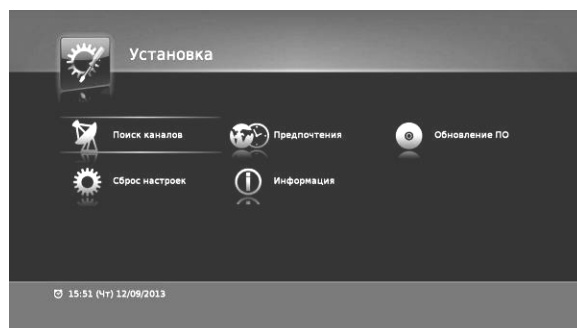 Установка
Поиск каналов
Предпочтения
Обновление ПО
Сброс настроек
Информация
15:51 (Чт) 12/09/2013